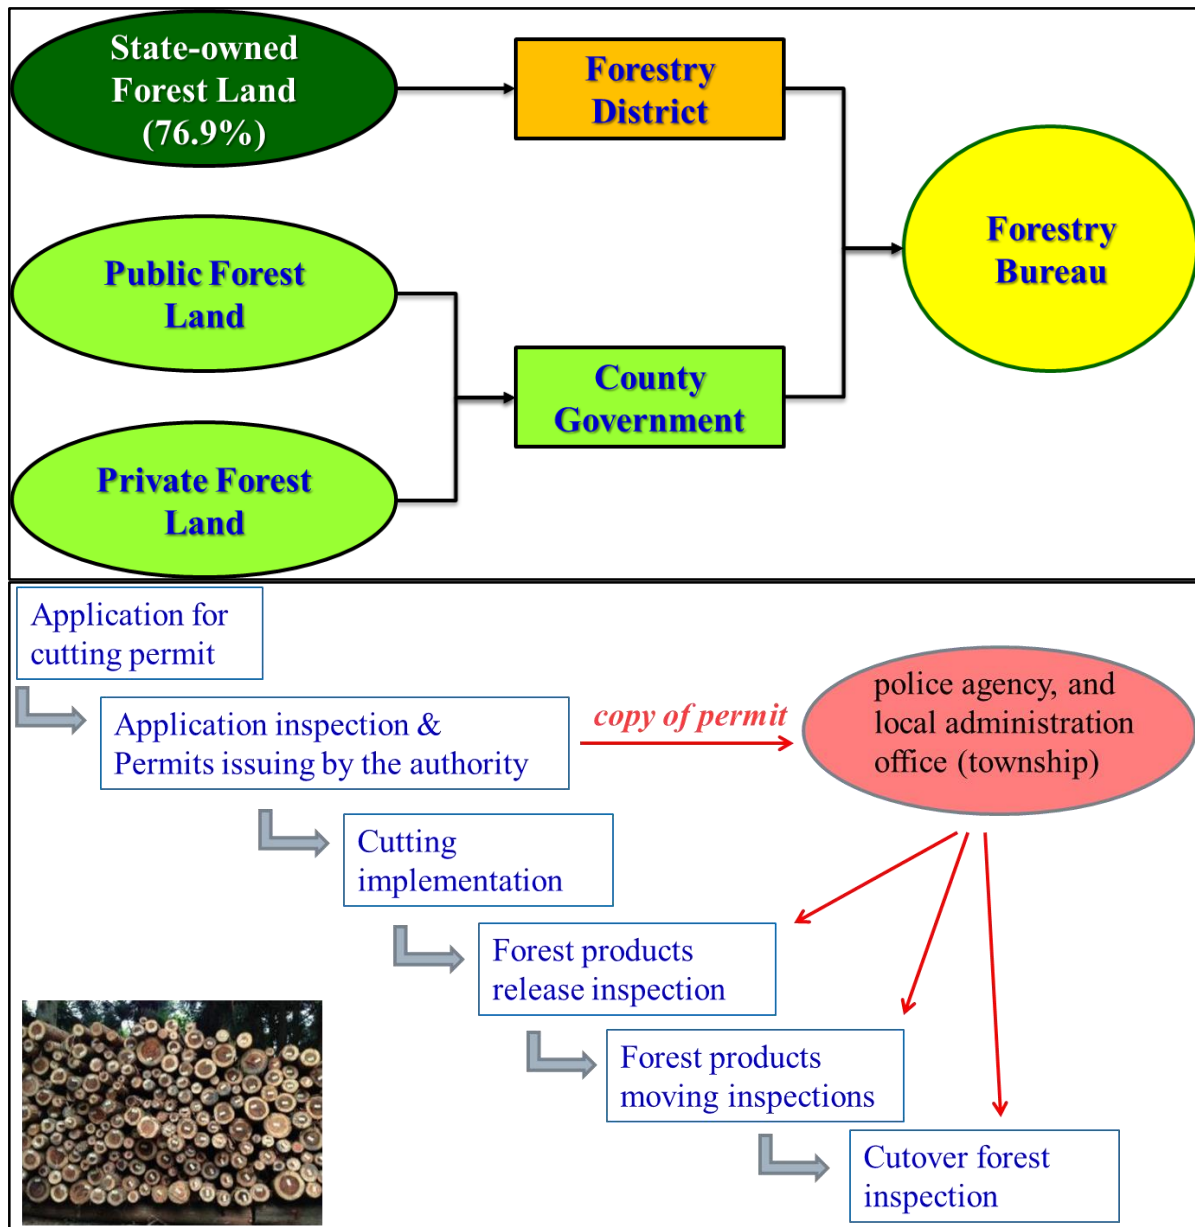 State-owned
Forest Land
(76.9%)
Forestry
District
Public Forest
Land
Forestry
Bureau
County
Government
Private Forest
Land
Application for
cutting permit
Application inspection &
Permits issuing by the authority
copy of permit
police agency, and
local administration
office (township)
Cutting
implementation
Forest products
release inspection
Forest products
moving inspections
Cutover forest
inspection